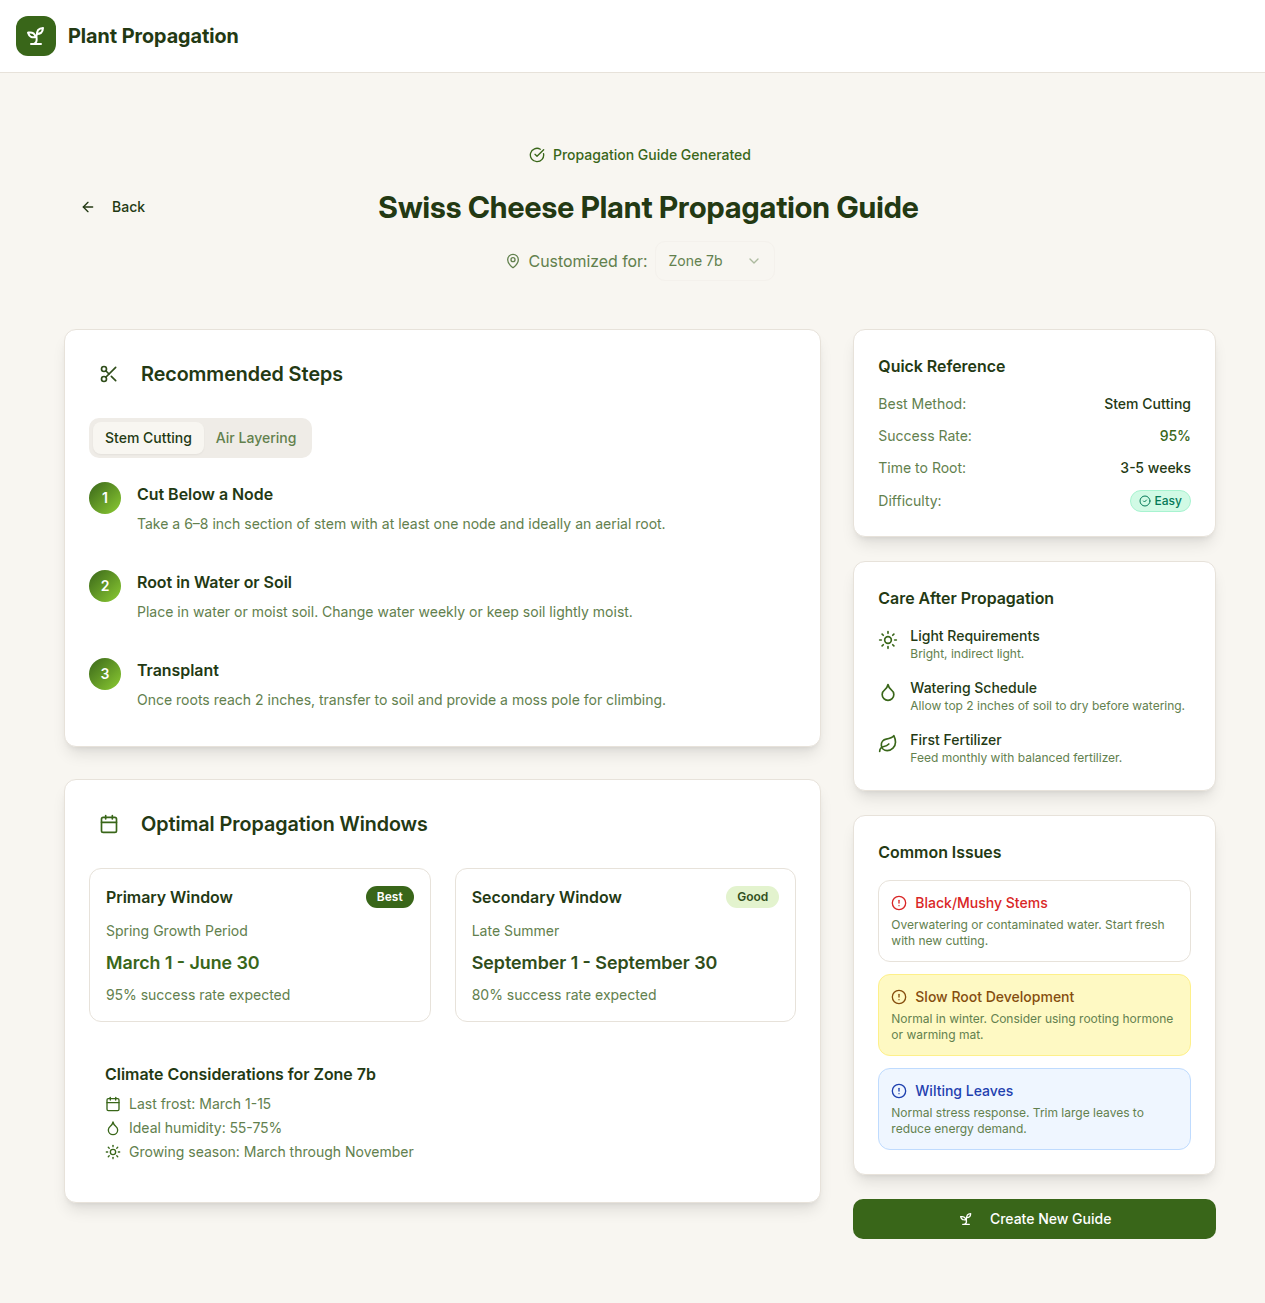 Plant Propagation
Propagation Guide Generated
Back
Swiss Cheese Plant Propagation Guide
Customized for: Zone 7b
Recommended Steps
Stem Cutting Air Layering
1 Cut Below a Node
Take a 6–8 inch section of stem with at least one node and ideally an aerial root.
2 Root in Water or Soil
Place in water or moist soil. Change water weekly or keep soil lightly moist.
3 Transplant
Once roots reach 2 inches, transfer to soil and provide a moss pole for climbing.
Optimal Propagation Windows
Primary Window Best
Spring Growth Period
March 1 - June 30
95% success rate expected
Secondary Window Good
Late Summer
September 1 - September 30
80% success rate expected
Climate Considerations for Zone 7b
Last frost: March 1-15
Ideal humidity: 55-75%
Growing season: March through November
Quick Reference
Best Method: Stem Cutting
Success Rate: 95%
Time to Root: 3-5 weeks
Difficulty: Easy
Care After Propagation
Light Requirements
Bright, indirect light.
Watering Schedule
Allow top 2 inches of soil to dry before watering.
First Fertilizer
Feed monthly with balanced fertilizer.
Common Issues
Black/Mushy Stems
Overwatering or contaminated water. Start fresh
with new cutting.
Slow Root Development
Normal in winter. Consider using rooting hormone
or warming mat.
Wilting Leaves
Normal stress response. Trim large leaves to
reduce energy demand.
Create New Guide